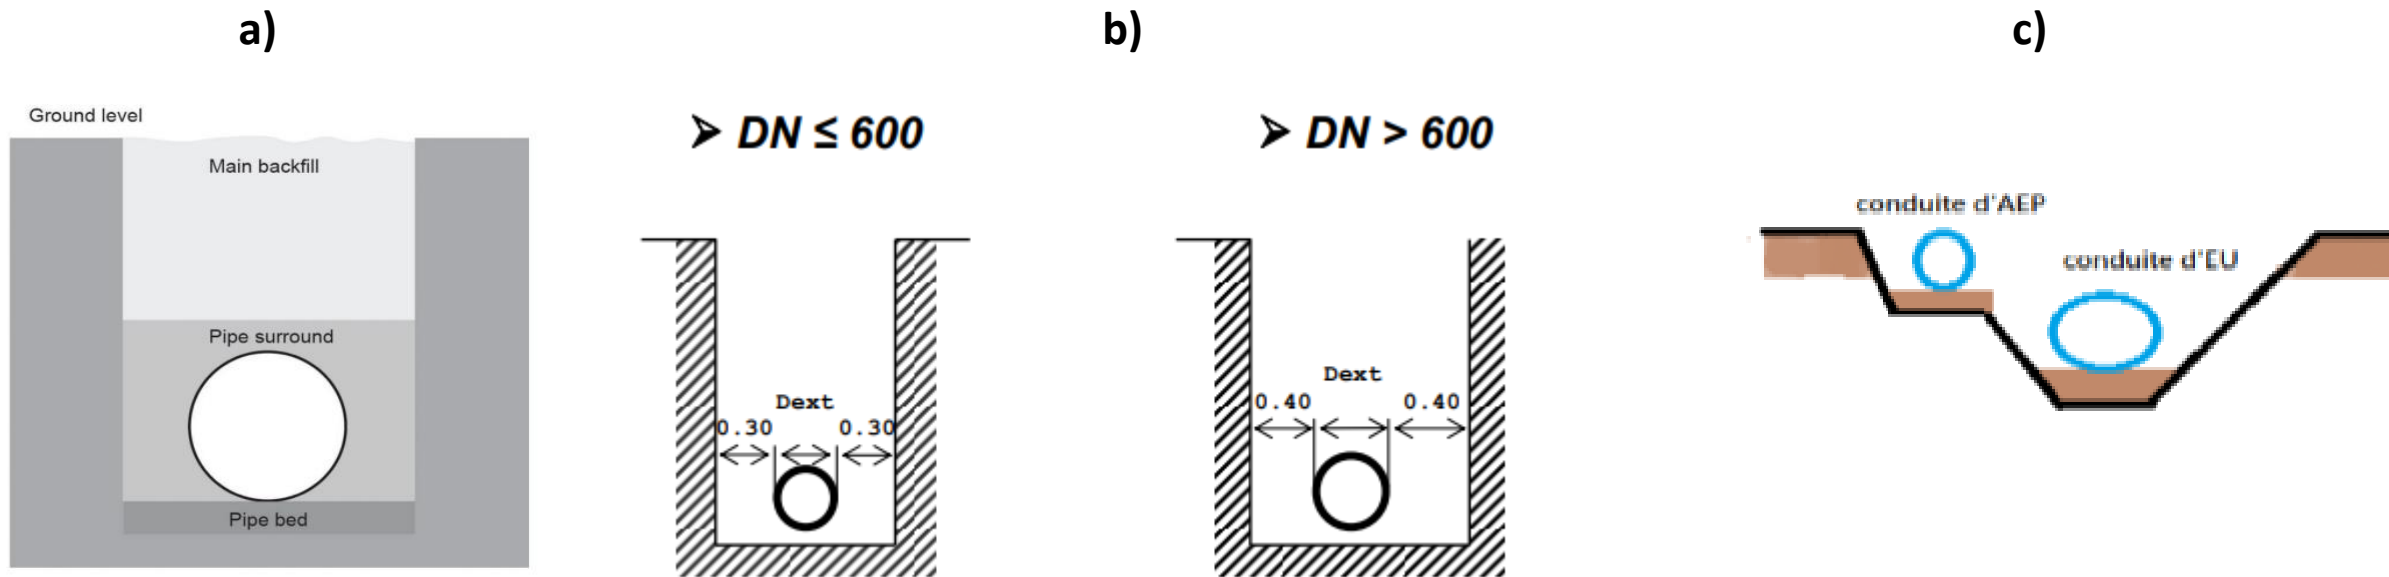 a)
Ground level
Main backfill
Pipe surround
Pipe bed
b)
➢ DN ≤ 600
Dext
0.30 0.30
➢ DN > 600
Dext
0.40 0.40
c)
conduite d'AEP
conduite d'EU